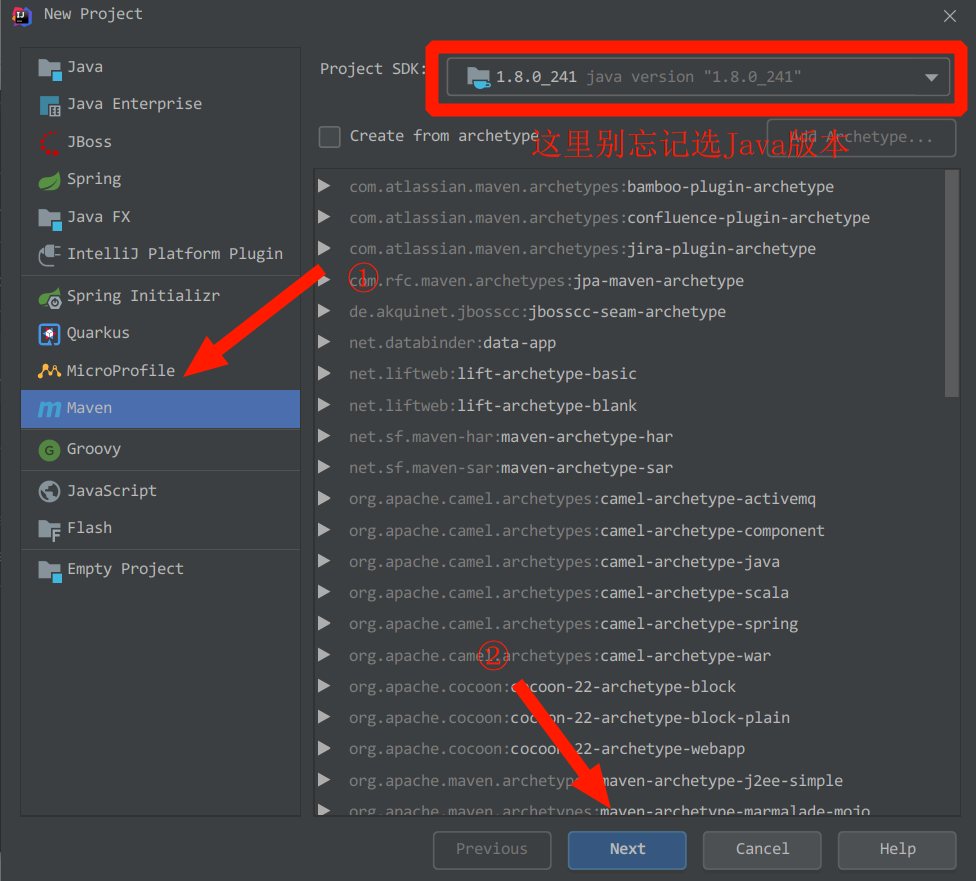 New Project
Java
Java Enterprise
JBoss
Spring
Java FX
IntelliJ Platform Plugin
Spring Initializr
Quarkus
MicroProfile
Maven
Groovy
JavaScript
Flash
Empty Project
Project SDK:
1.8.0_241 java version "1.8.0_241"
Create from archetype
Add Archetype...
这里别忘记选Java版本
com.atlassian.maven.archetypes:bamboo-plugin-archetype
com.atlassian.maven.archetypes:confluence-plugin-archetype
com.atlassian.maven.archetypes:jira-plugin-archetype
①
com.rfc.maven.archetypes:jpa-maven-archetype
de.akquinet.jbosscc:jbosscc-seam-archetype
net.databinder:data-app
net.liftweb:lift-archetype-basic
net.liftweb:lift-archetype-blank
net.sf.maven-har:maven-archetype-har
net.sf.maven-sar:maven-archetype-sar
org.apache.camel.archetypes:camel-archetype-activemq
org.apache.camel.archetypes:camel-archetype-component
org.apache.camel.archetypes:camel-archetype-java
org.apache.camel.archetypes:camel-archetype-scala
org.apache.camel.archetypes:camel-archetype-spring
②
org.apache.camel.archetypes:camel-archetype-war
org.apache.cocoon:cocoon-22-archetype-block
org.apache.cocoon:cocoon-22-archetype-block-plain
org.apache.cocoon:cocoon-22-archetype-webapp
org.apache.maven.archetypes:maven-archetype-j2ee-simple
org.apache.maven.archetypes:maven-archetype-marmalade-mojo
Previous
Next
Cancel
Help